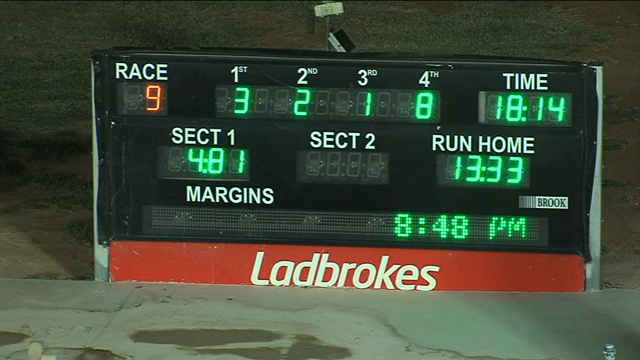 RACE 1ST 2ND 3RD 4TH TIME
9 3 2 1 8 18:14
SECT 1 SECT 2 RUN HOME
4.81 13.33
MARGINS BROOK
8:48 PM
Ladbrokes